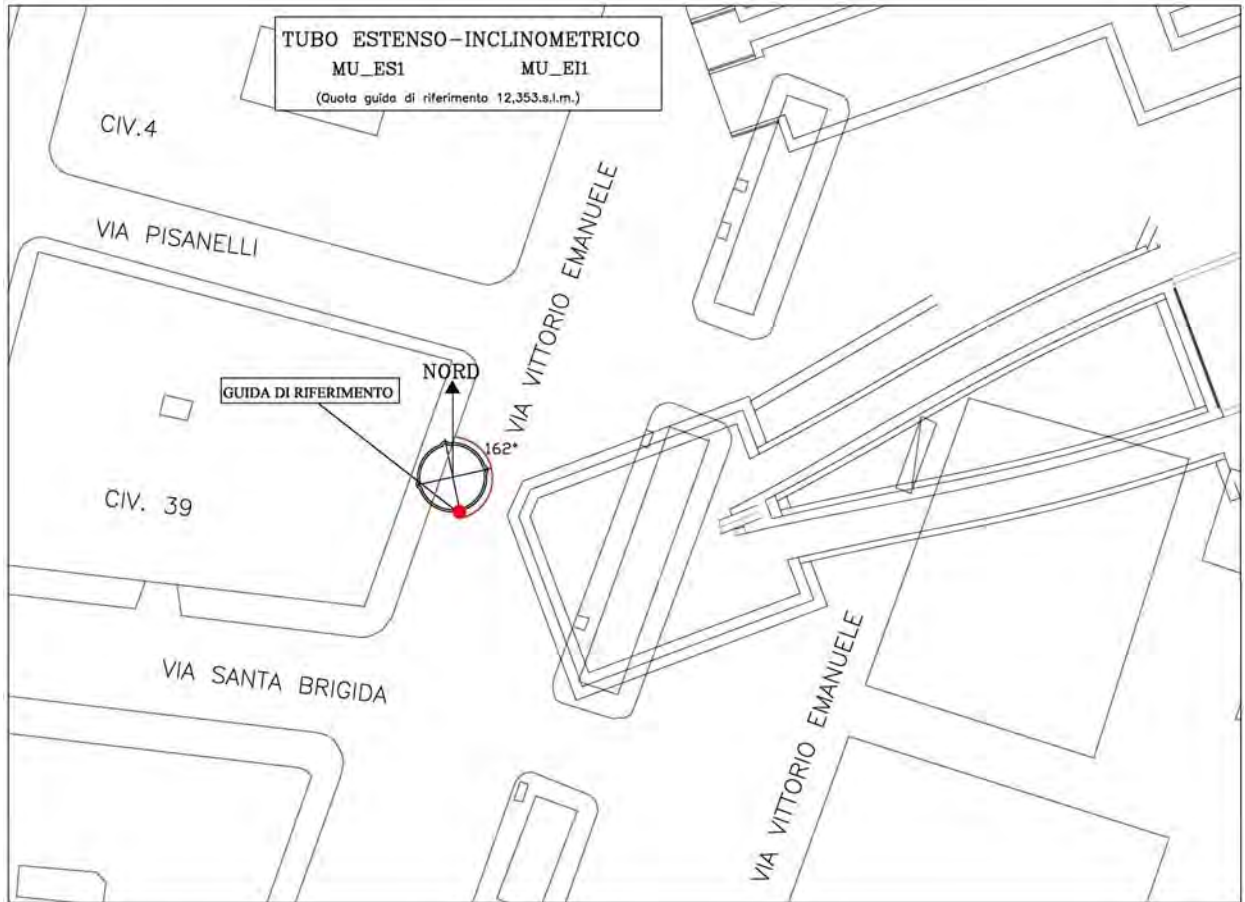 TUBO ESTENSO-INCLINOMETRICO
MU_ES1 MU_EI1
(Quota guida di riferimento 12,353.s.l.m.)
CIV.4
VIA PISANELLI
VIA VITTORIO EMANUELE
NORD
GUIDA DI RIFERIMENTO
162°
CIV. 39
VIA SANTA BRIGIDA
VIA VITTORIO EMANUELE